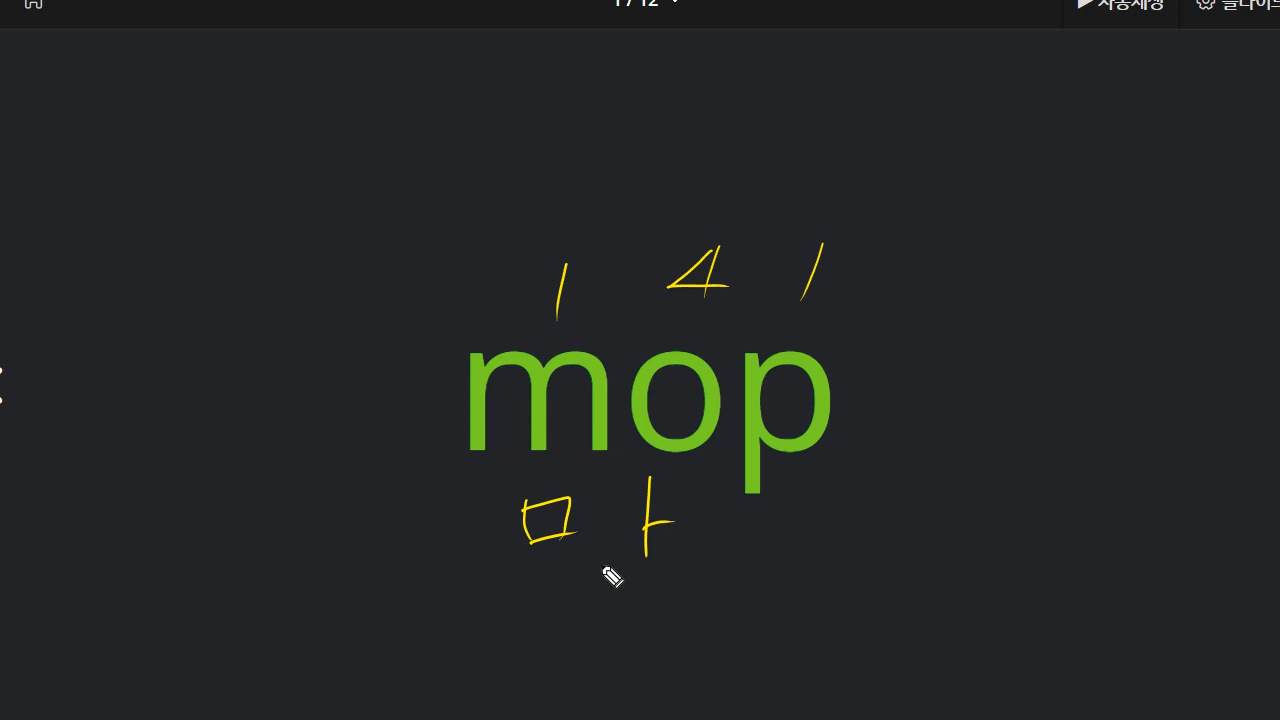 1 4 1
mop
ㅁ ㅏ